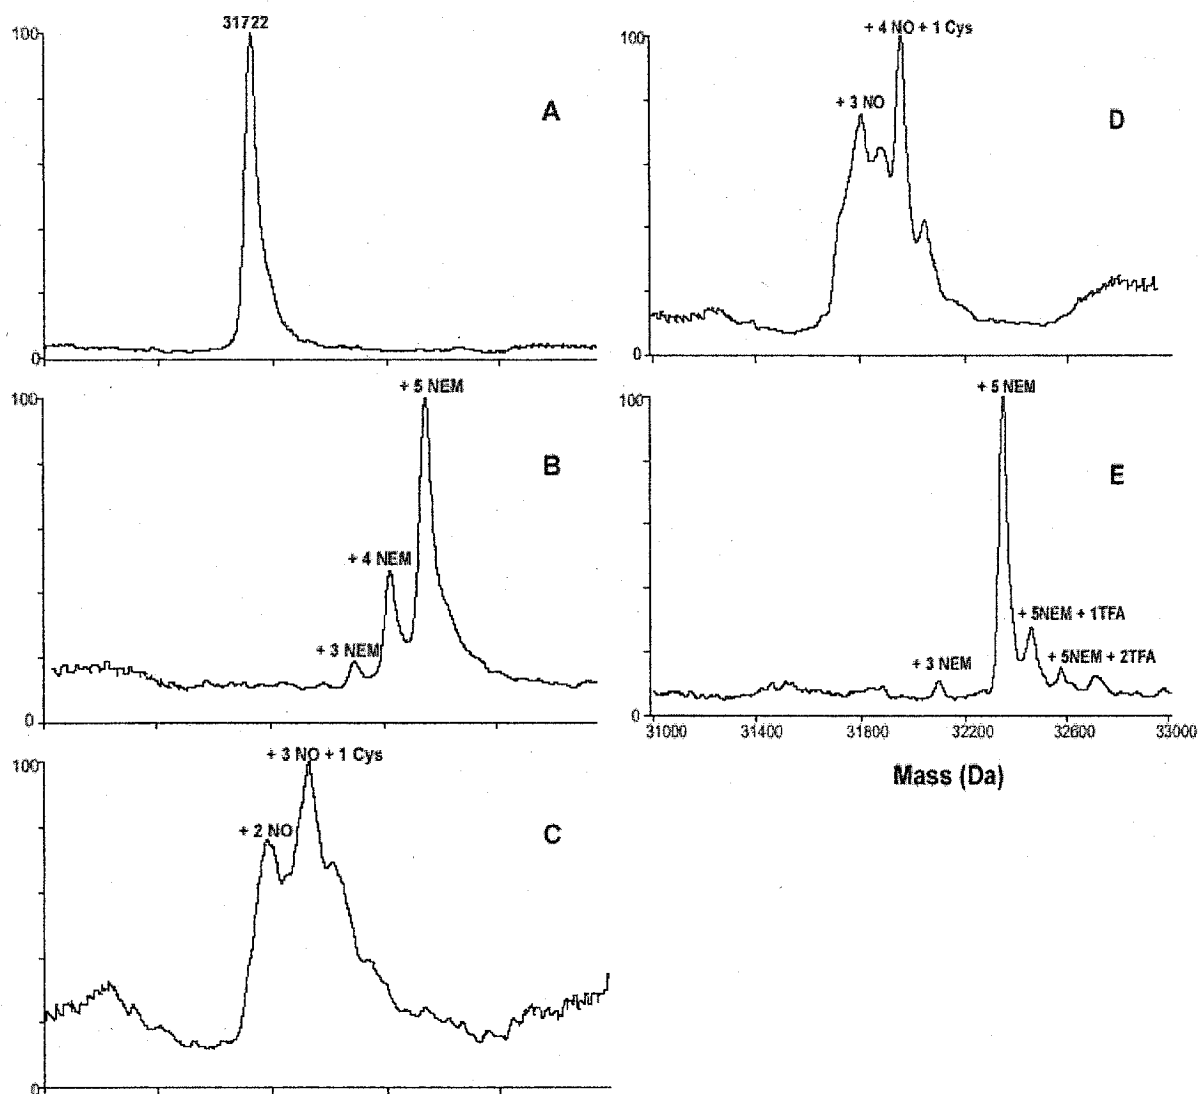 31722
100
A
0
+ 5 NEM
100
B
+ 4 NEM
+ 3 NEM
0
+ 3 NO + 1 Cys
100
+ 2 NO
C
0
+ 4 NO + 1 Cys
100
+ 3 NO
D
0
+ 5 NEM
100
E
+ 5NEM + 1TFA
+ 3 NEM
+ 5NEM + 2TFA
0
31000 31400 31800 32200 32600 33000
Mass (Da)